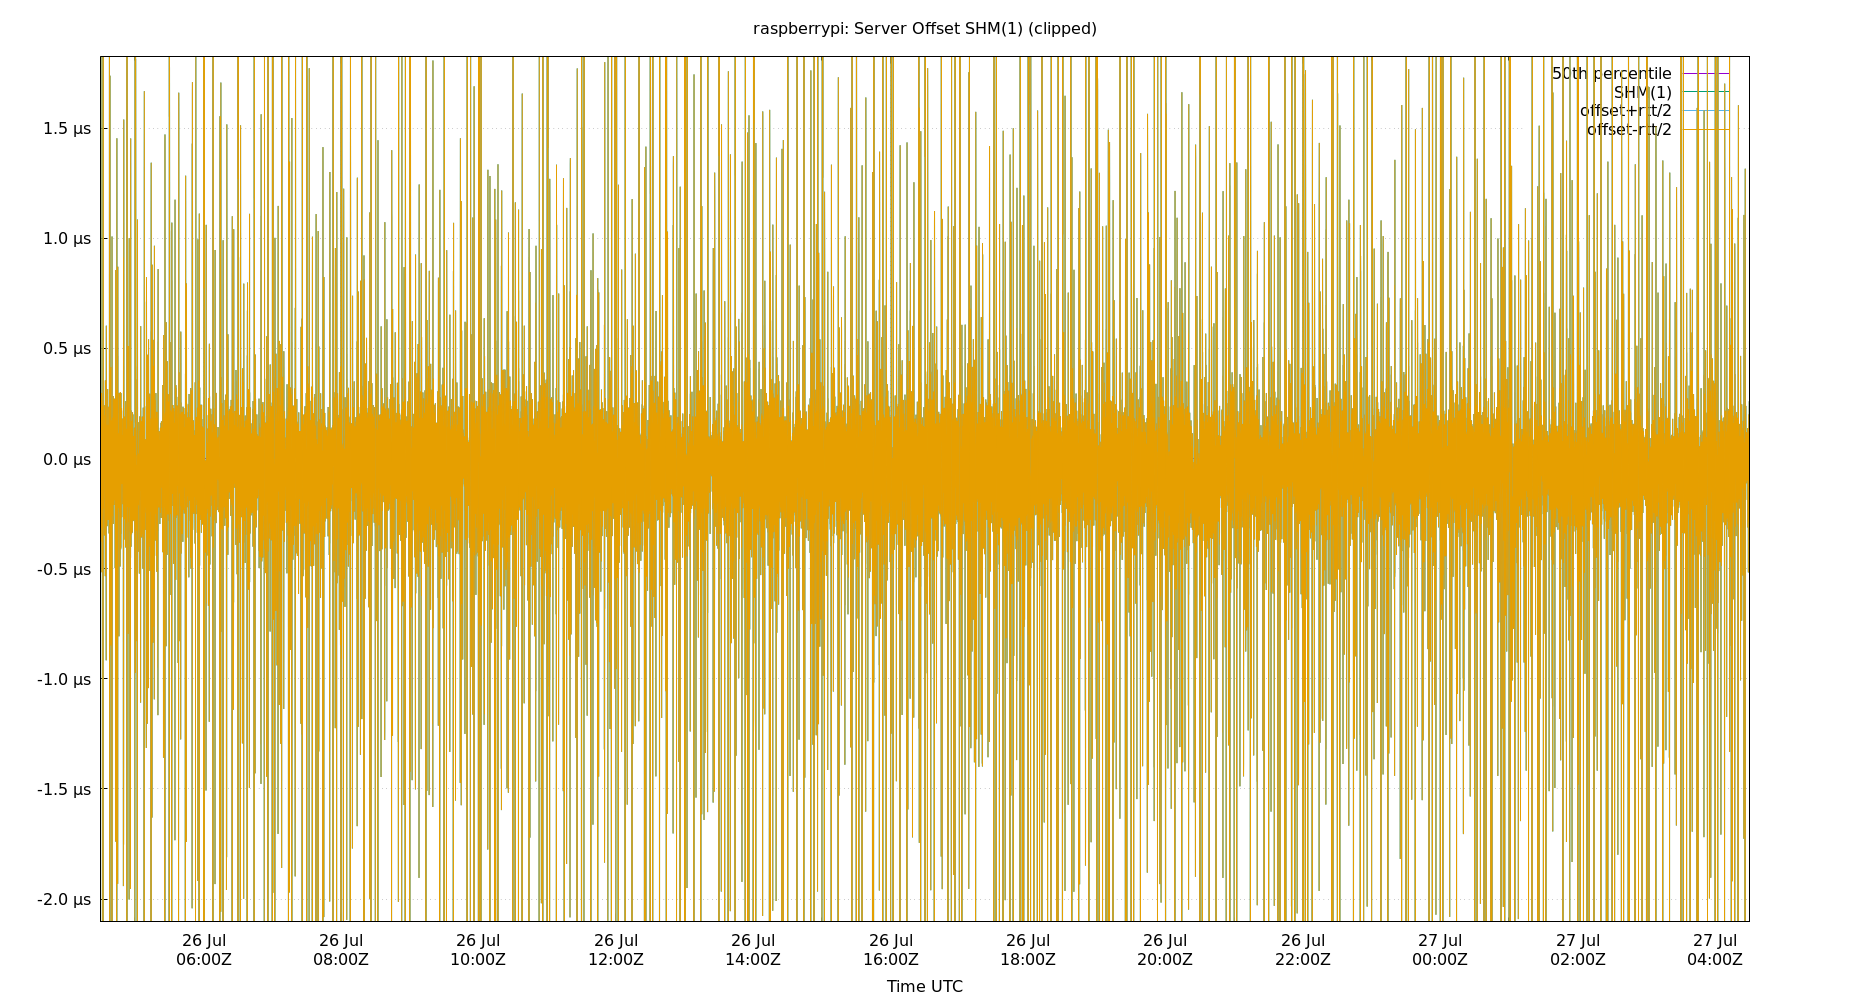 raspberrypi: Server Offset SHM(1) (clipped)
50th percentile
SHM(1)
offset+rtt/2
offset-rtt/2
1.5 µs
1.0 µs
0.5 µs
0.0 µs
-0.5 µs
-1.0 µs
-1.5 µs
-2.0 µs
26 Jul 26 Jul 26 Jul 26 Jul 26 Jul 26 Jul 26 Jul 26 Jul 26 Jul 27 Jul 27 Jul 27 Jul
06:00Z 08:00Z 10:00Z 12:00Z 14:00Z 16:00Z 18:00Z 20:00Z 22:00Z 00:00Z 02:00Z 04:00Z
Time UTC